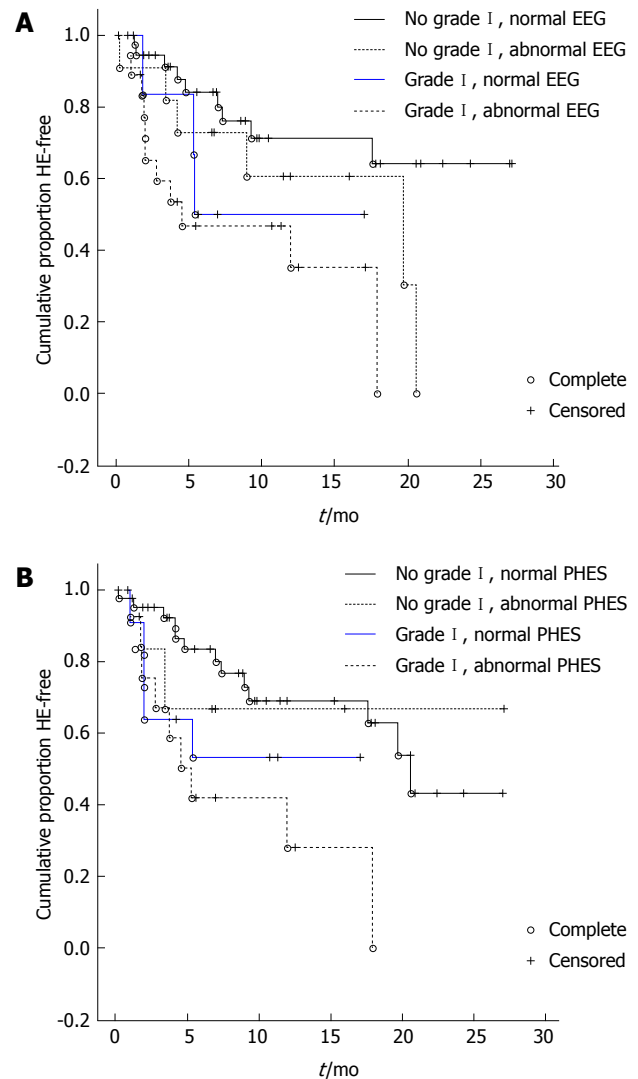 A
No grade Ⅰ, normal EEG
No grade Ⅰ, abnormal EEG
Grade Ⅰ, normal EEG
Grade Ⅰ, abnormal EEG
Cumulative proportion HE-free
1.0
0.8
0.6
0.4
0.2
0.0
-0.2
Complete
Censored
0 5 10 15 20 25 30
t/mo
B
No grade Ⅰ, normal PHES
No grade Ⅰ, abnormal PHES
Grade Ⅰ, normal PHES
Grade Ⅰ, abnormal PHES
Cumulative proportion HE-free
1.0
0.8
0.6
0.4
0.2
0.0
-0.2
Complete
Censored
0 5 10 15 20 25 30
t/mo